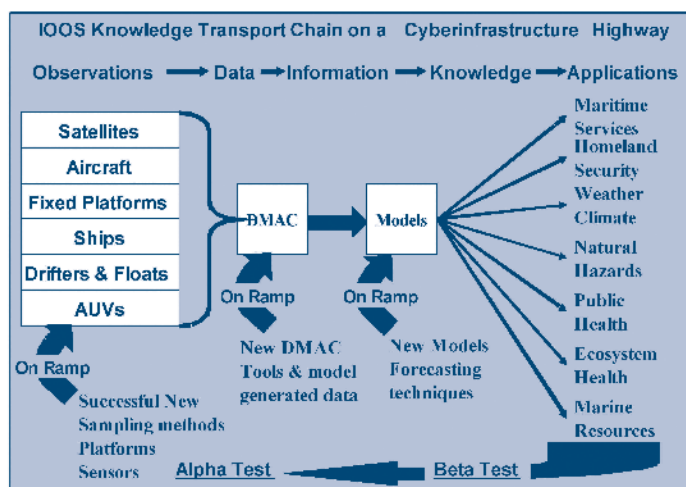 IOOS Knowledge Transport Chain on a Cyberinfrastructure Highway
Observations Data Information Knowledge Applications
Satellites
Aircraft
Fixed Platforms
Ships
Drifters & Floats
AUVs
DMAC
Models
Maritime
Services
Homeland
Security
Weather
Climate
Natural
Hazards
Public
Health
Ecosystem
Health
Marine
Resources
On Ramp
Successful New
Sampling methods
Platforms
Sensors
On Ramp
New DMAC
Tools & model
generated data
On Ramp
New Models
Forecasting
techniques
Alpha Test
Beta Test